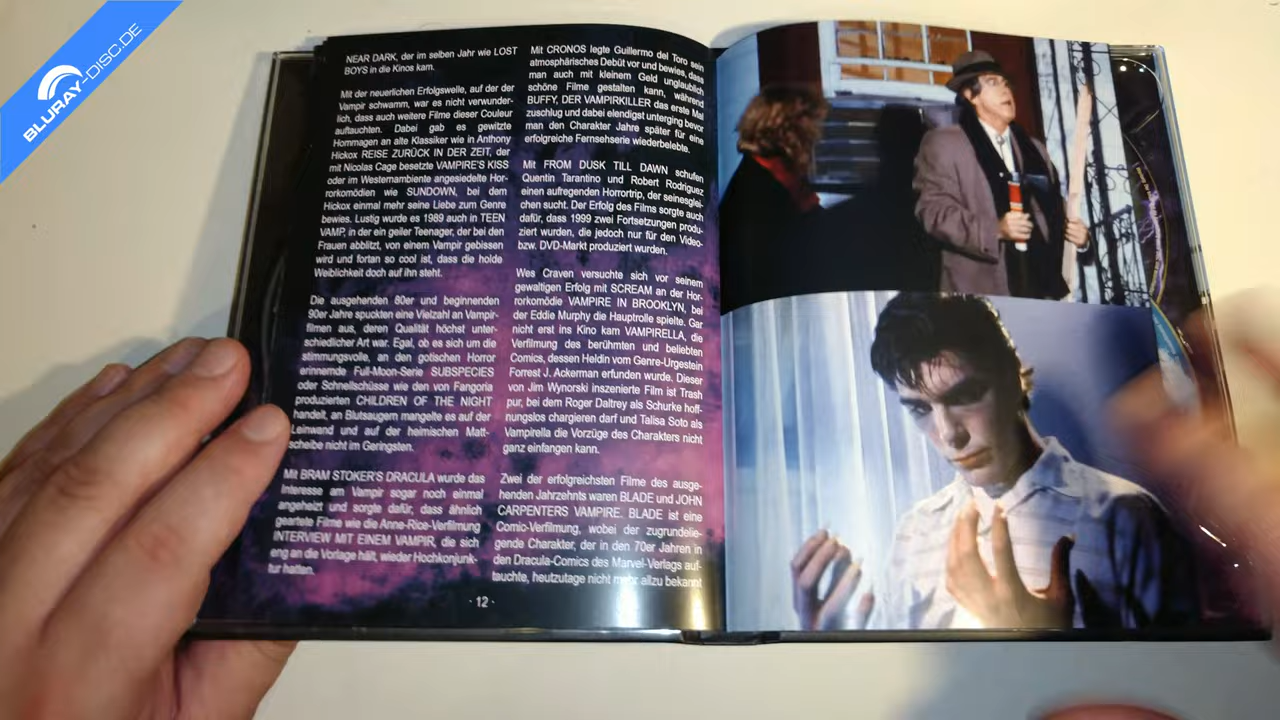 BLURAY-DISC.DE
NEAR DARK, der im selben Jahr wie LOST
BOYS in die Kinos kam.
Mit der neuerlichen Erfolgswelle, auf der der
Vampir schwamm, war es nicht verwunder-
lich, dass auch weitere Filme dieser Couleur
auftauchten. Dabei gab es gewitzte
Hommagen an alte Klassiker wie in Anthony
Hickox REISE ZURÜCK IN DER ZEIT, der
mit Nicolas Cage besetzte VAMPIRE'S KISS
oder im Westernambiente angesiedelte Hor-
rorkomödien wie SUNDOWN, bei dem
Hickox einmal mehr seine Liebe zum Genre
bewies. Lustig wurde es 1989 auch in TEEN
VAMP, in der ein geiler Teenager, der bei den
Frauen abblitzt, von einem Vampir gebissen
wird und fortan so cool ist, dass die holde
Weiblichkeit doch auf ihn steht.
Die ausgehenden 80er und beginnenden
90er Jahre spuckten eine Vielzahl an Vampir-
filmen aus, deren Qualität höchst unter-
schiedlicher Art war. Egal, ob es sich um die
stimmungsvolle, an den gotischen Horror
erinnernde Full-Moon-Serie SUBSPECIES
oder Schnellschüsse wie den von Fangoria
produzierten CHILDREN OF THE NIGHT
handelt, an Blutsaugern mangelte es auf der
Leinwand und auf der heimischen Matt-
scheibe nicht im Geringsten.
Mit BRAM STOKER'S DRACULA wurde das
Interesse am Vampir sogar noch einmal
angeheizt und sorgte dafür, dass ähnlich
geartete Filme wie die Anne-Rice-Verfilmung
INTERVIEW MIT EINEM VAMPIR, die sich
eng an die Vorlage hält, wieder Hochkonjunk-
tur hatten.
Mit CRONOS legte Guillermo del Toro sein
atmosphärisches Debüt vor und bewies, dass
man auch mit kleinem Geld unglaublich
schöne Filme gestalten kann, während
BUFFY, DER VAMPIRKILLER das erste Mal
zuschlug und dabei elendigst unterging bevor
man den Charakter Jahre später für eine
erfolgreiche Fernsehserie wiederbelebte.
Mit FROM DUSK TILL DAWN schufen
Quentin Tarantino und Robert Rodriguez
einen aufregenden Horrortrip, der seinesglei-
chen sucht. Der Erfolg des Films sorgte auch
dafür, dass 1999 zwei Fortsetzungen produ-
ziert wurden, die jedoch nur für den Video-
bzw. DVD-Markt produziert wurden.
Wes Craven versuchte sich vor seinem
gewaltigen Erfolg mit SCREAM an der Hor-
rorkomödie VAMPIRE IN BROOKLYN, bei
der Eddie Murphy die Hauptrolle spielte. Gar
nicht erst ins Kino kam VAMPIRELLA, die
Verfilmung des berühmten und beliebten
Comics, dessen Heldin vom Genre-Urgestein
Forrest J. Ackerman erfunden wurde. Dieser
von Jim Wynorski inszenierte Film ist Trash
pur, bei dem Roger Daltrey als Schurke hoff-
nungslos chargieren darf und Talisa Soto als
Vampirella die Vorzüge des Charakters nicht
ganz einfangen kann.
Zwei der erfolgreichsten Filme des ausge-
henden Jahrzehnts waren BLADE und JOHN
CARPENTERS VAMPIRE. BLADE ist eine
Comic-Verfilmung, wobei der zugrundelie-
gende Charakter, der in den 70er Jahren in
den Dracula-Comics des Marvel-Verlags auf-
tauchte, heutzutage nicht mehr allzu bekannt
· 12 ·